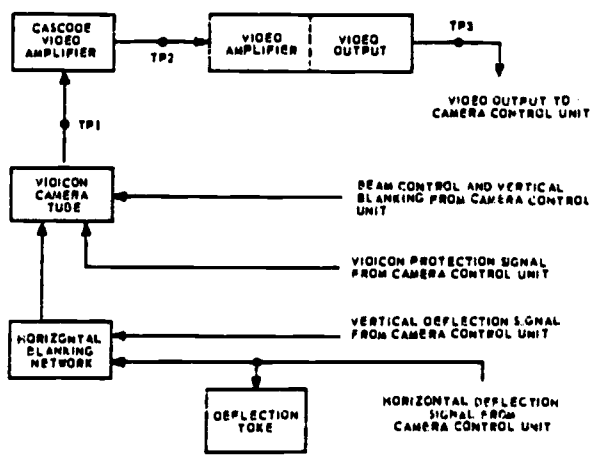 CASCODE
VIDEO
AMPLIFIER
TP2
VIDEO
AMPLIFIER
VIDEO
OUTPUT
TP3
VIDEO OUTPUT TO
CAMERA CONTROL UNIT
TP1
VIDICON
CAMERA
TUBE
BEAM CONTROL AND VERTICAL
BLANKING FROM CAMERA CONTROL
UNIT
VIDICON PROTECTION SIGNAL
FROM CAMERA CONTROL UNIT
HORIZONTAL
BLANKING
NETWORK
VERTICAL DEFLECTION SIGNAL
FROM CAMERA CONTROL UNIT
DEFLECTION
YOKE
HORIZONTAL DEFLECTION
SIGNAL FROM
CAMERA CONTROL UNIT